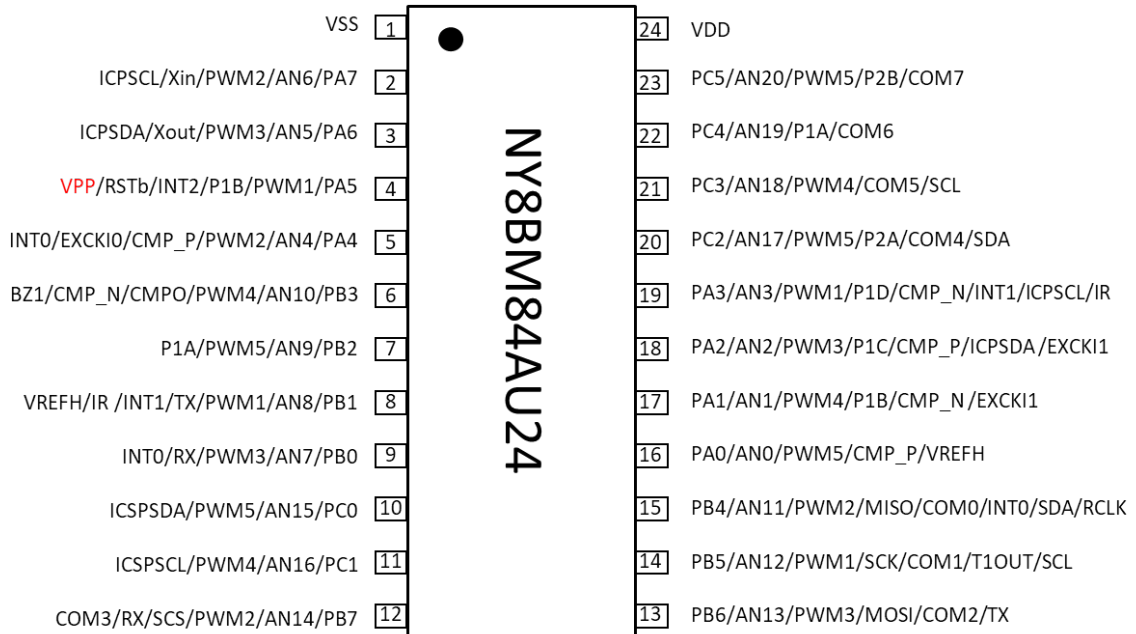 VSS 1 24 VDD
ICPSCL/Xin/PWM2/AN6/PA7 2 23 PC5/AN20/PWM5/P2B/COM7
ICPSDA/Xout/PWM3/AN5/PA6 3 22 PC4/AN19/P1A/COM6
VPP/RSTb/INT2/P1B/PWM1/PA5 4 21 PC3/AN18/PWM4/COM5/SCL
INT0/EXCKI0/CMP_P/PWM2/AN4/PA4 5 20 PC2/AN17/PWM5/P2A/COM4/SDA
BZ1/CMP_N/CMPO/PWM4/AN10/PB3 6 19 PA3/AN3/PWM1/P1D/CMP_N/INT1/ICPSCL/IR
P1A/PWM5/AN9/PB2 7 18 PA2/AN2/PWM3/P1C/CMP_P/ICPSDA/EXCKI1
VREFH/IR /INT1/TX/PWM1/AN8/PB1 8 17 PA1/AN1/PWM4/P1B/CMP_N /EXCKI1
INT0/RX/PWM3/AN7/PB0 9 16 PA0/AN0/PWM5/CMP_P/VREFH
ICSPSDA/PWM5/AN15/PC0 10 15 PB4/AN11/PWM2/MISO/COM0/INT0/SDA/RCLK
ICSPSCL/PWM4/AN16/PC1 11 14 PB5/AN12/PWM1/SCK/COM1/T1OUT/SCL
COM3/RX/SCS/PWM2/AN14/PB7 12 13 PB6/AN13/PWM3/MOSI/COM2/TX
NY8BM84AU24